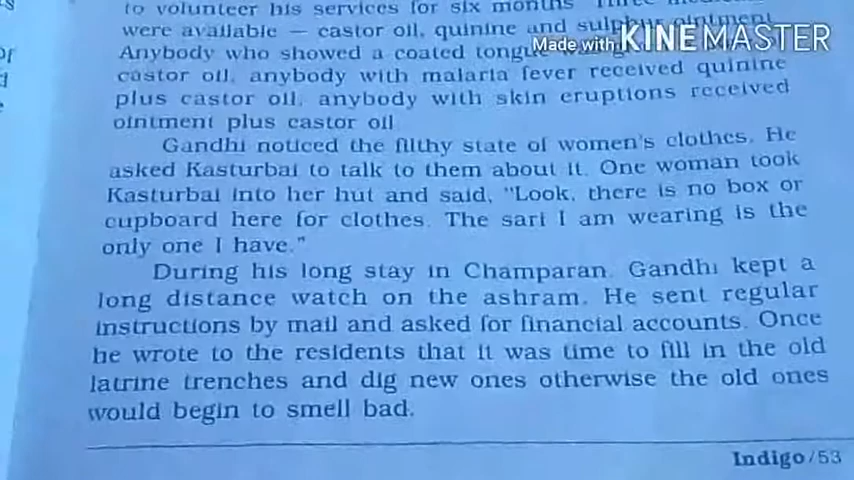 to volunteer his services for six months
were available — castor oil, quinine and sulphur ointment.
Made with KINEMASTER
Anybody who showed a coated tongue
castor oil, anybody with malaria fever received quinine
plus castor oil, anybody with skin eruptions received
ointment plus castor oil
Gandhi noticed the filthy state of women's clothes. He
asked Kasturbai to talk to them about it. One woman took
Kasturbai into her hut and said, "Look, there is no box or
cupboard here for clothes. The sari I am wearing is the
only one I have."
During his long stay in Champaran, Gandhi kept a
long distance watch on the ashram. He sent regular
instructions by mail and asked for financial accounts. Once
he wrote to the residents that it was time to fill in the old
latrine trenches and dig new ones otherwise the old ones
would begin to smell bad.
Indigo/53